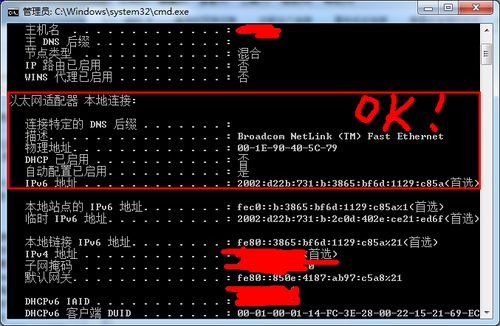 管理员: C:\Windows\system32\cmd.exe
主机名 . . . . . . . . . . . . . :
主 DNS 后缀 . . . . . . . . . . . :
节点类型 . . . . . . . . . . . . : 混合
IP 路由已启用 . . . . . . . . . . : 否
WINS 代理已启用 . . . . . . . . . : 否
以太网适配器 本地连接:
OK!
连接特定的 DNS 后缀 . . . . . . . :
描述. . . . . . . . . . . . . . . : Broadcom NetLink (TM) Fast Ethernet
物理地址. . . . . . . . . . . . . : 00-1E-90-40-5C-79
DHCP 已启用 . . . . . . . . . . . : 否
自动配置已启用. . . . . . . . . . : 是
IPv6 地址 . . . . . . . . . . . . : 2002:d22b:731:b:3865:bf6d:1129:c85a(首选)
本地站点的 IPv6 地址. . . . . . . : fec0::b:3865:bf6d:1129:c85a%1(首选)
临时 IPv6 地址. . . . . . . . . . : 2002:d22b:731:b:2c0d:402e:ce21:ed6f(首选)
本地链接 IPv6 地址. . . . . . . . : fe80::3865:bf6d:1129:c85a%21(首选)
IPv4 地址 . . . . . . . . . . . . : (首选)
子网掩码 . . . . . . . . . . . . : 0
默认网关. . . . . . . . . . . . . : fe80::850e:4187:ab97:c5a8%21
DHCPv6 IAID . . . . . . . . . . . :
DHCPv6 客户端 DUID . . . . . . . : 00-01-00-01-14-FC-3E-28-00-22-15-21-69-EC